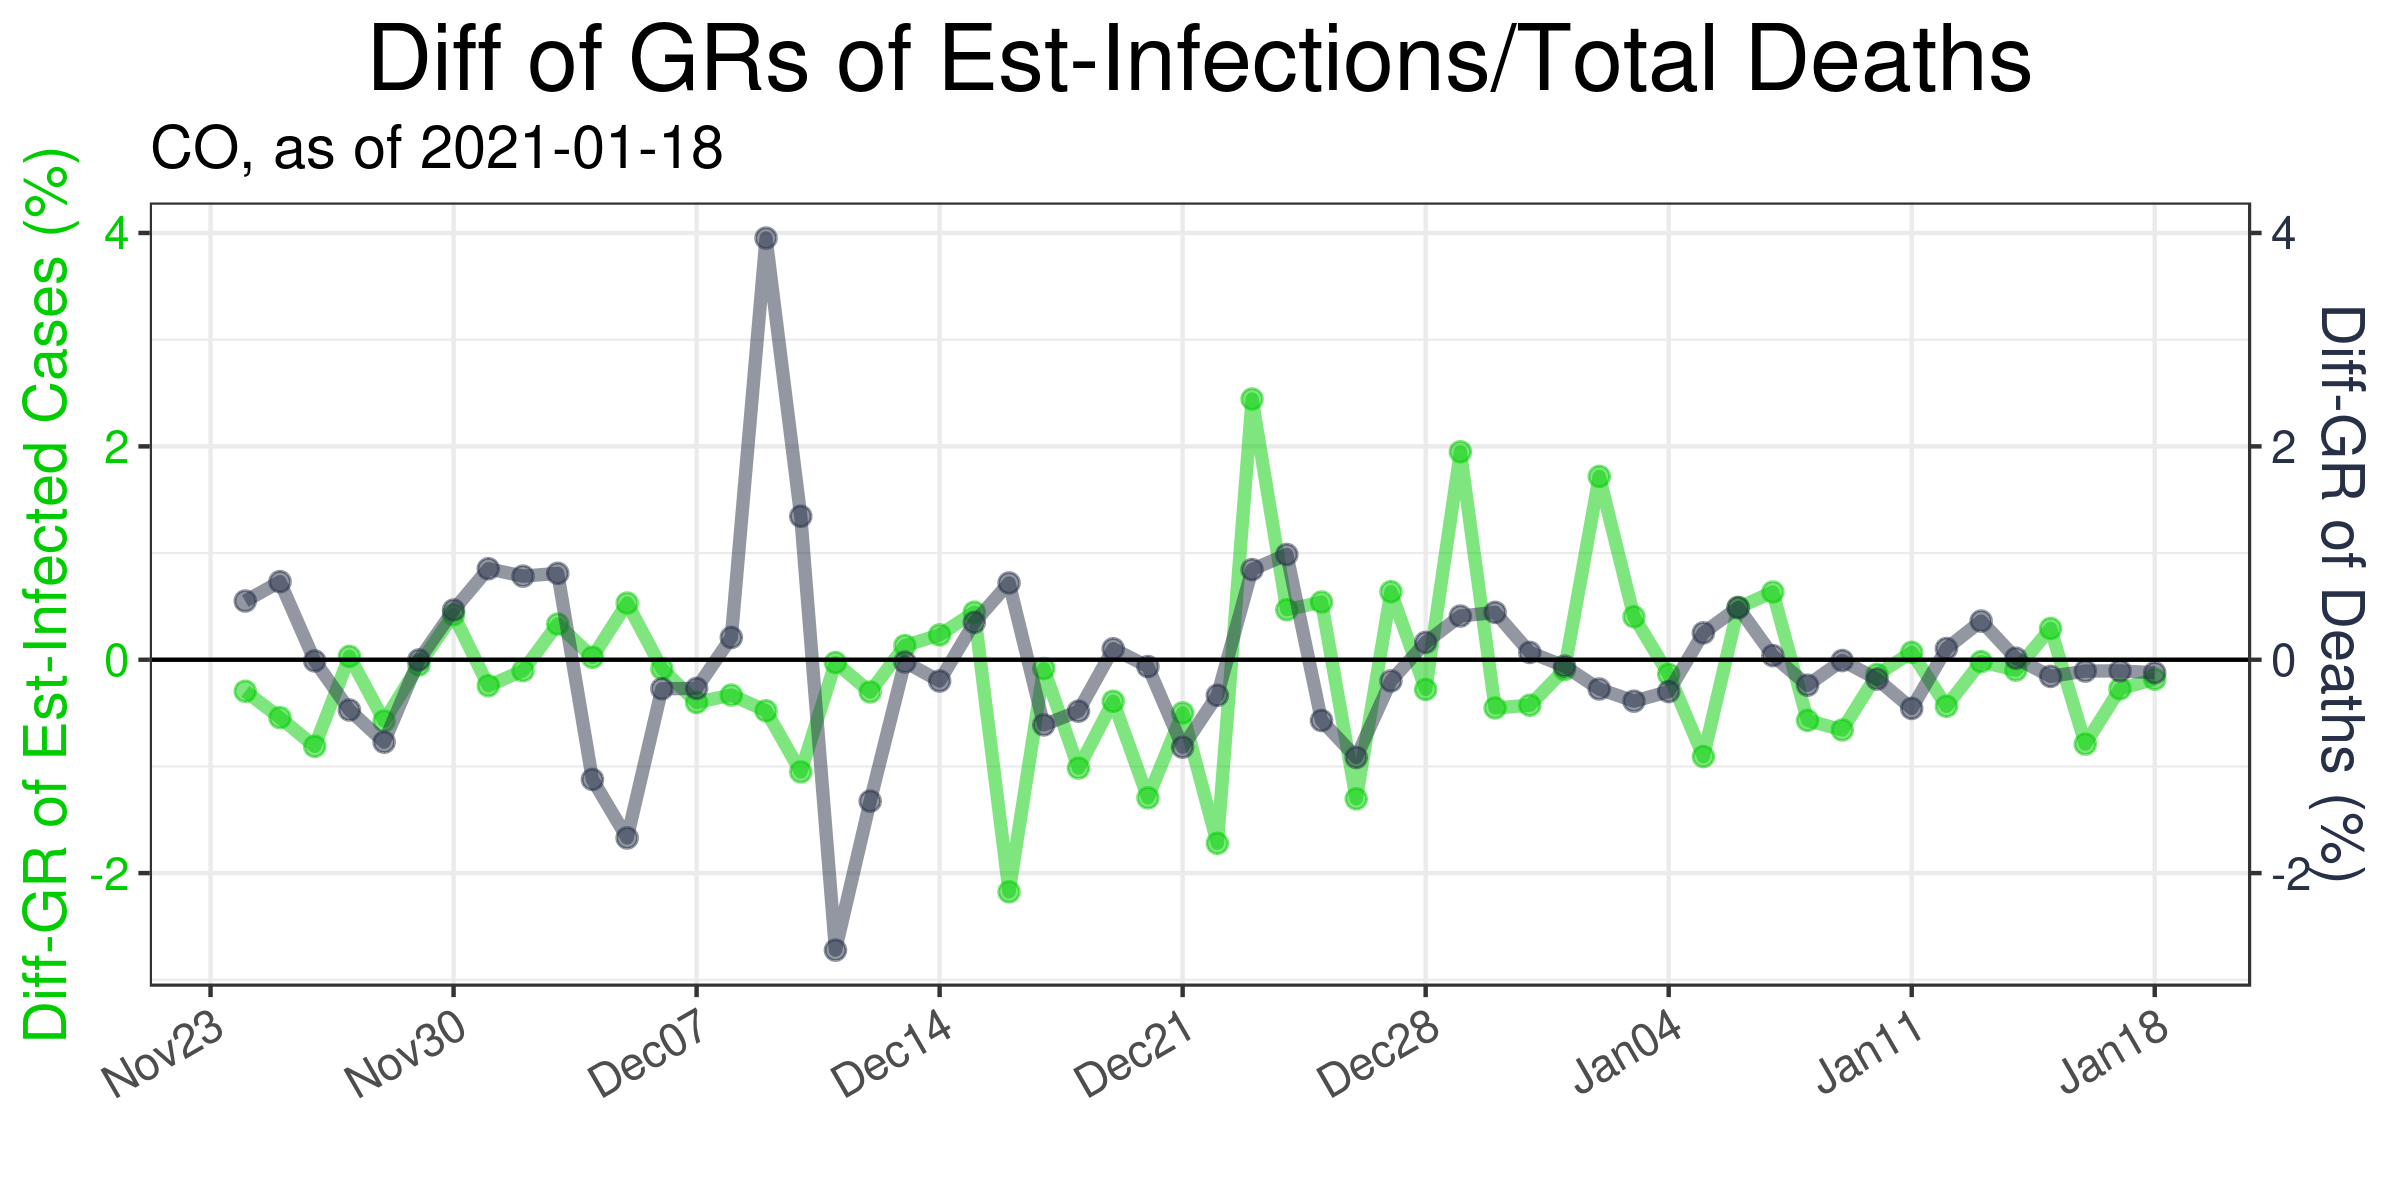 Diff of GRs of Est-Infections/Total Deaths
CO, as of 2021-01-18
Diff-GR of Est-Infected Cases (%)
4
2
0
-2
4
2
0
-2
Diff-GR of Deaths (%)
Nov23
Nov30
Dec07
Dec14
Dec21
Dec28
Jan04
Jan11
Jan18